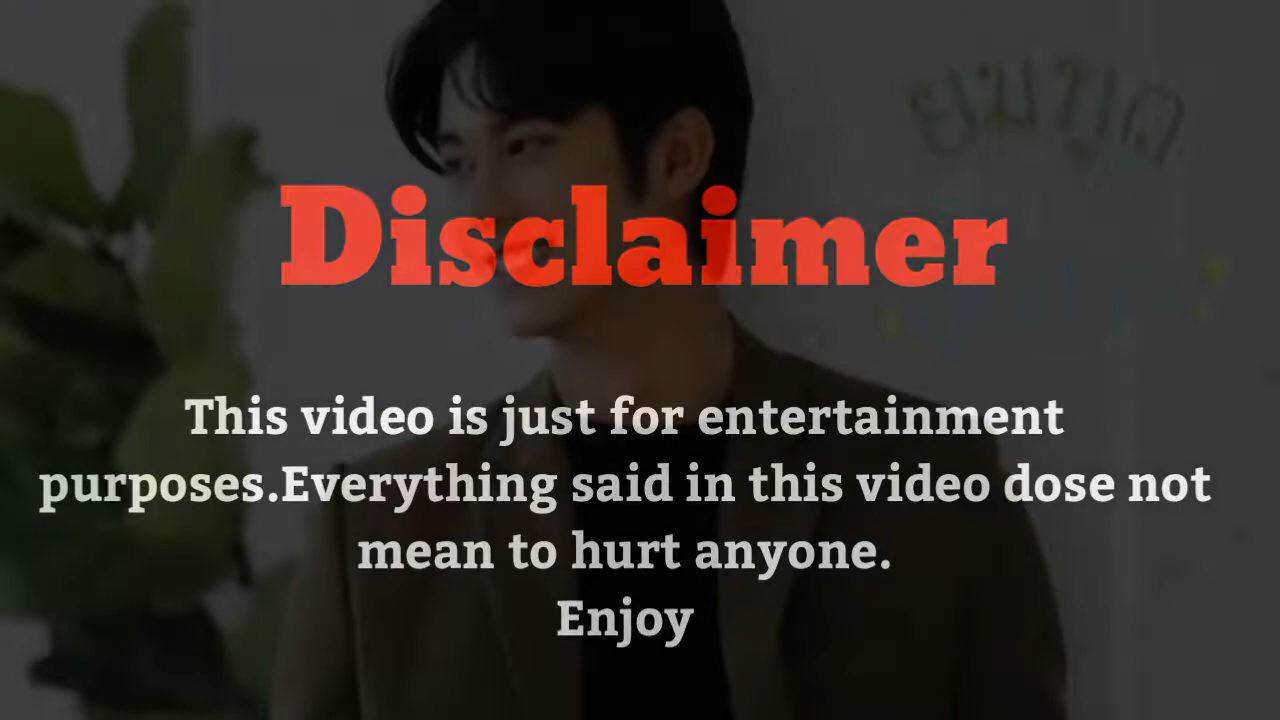 Disclaimer
This video is just for entertainment
purposes.Everything said in this video dose not
mean to hurt anyone.
Enjoy